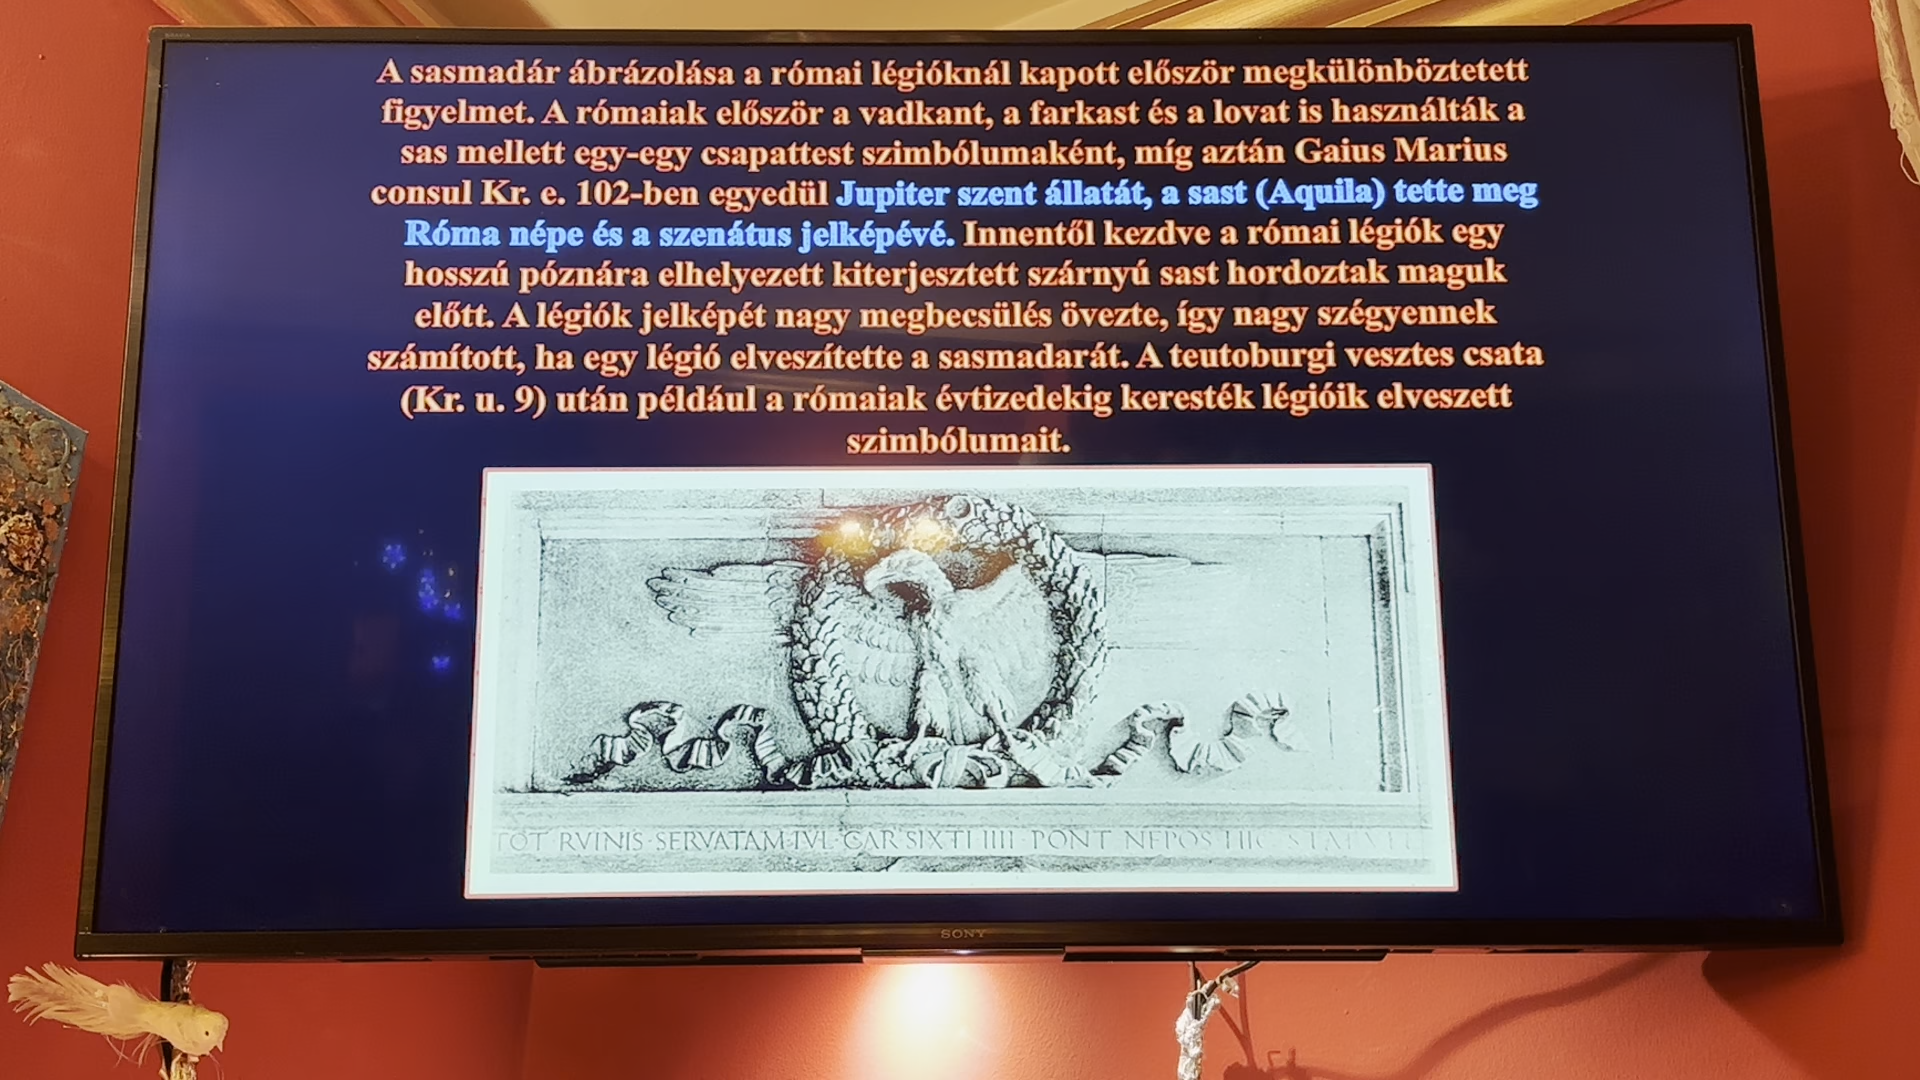 A sasmadár ábrázolása a római légióknál kapott először megkülönböztetett
figyelmet. A rómaiak először a vadkant, a farkast és a lovat is használták a
sas mellett egy-egy csapattest szimbólumaként, míg aztán Gaius Marius
consul Kr. e. 102-ben egyedül Jupiter szent állatát, a sast (Aquila) tette meg
Róma népe és a szenátus jelképévé. Innentől kezdve a római légiók egy
hosszú póznára elhelyezett kiterjesztett szárnyú sast hordoztak maguk
előtt. A légiók jelképét nagy megbecsülés övezte, így nagy szégyennek
számított, ha egy légió elveszítette a sasmadarát. A teutoburgi vesztes csata
(Kr. u. 9) után például a rómaiak évtizedekig keresték légióik elveszett
szimbólumait.
TOT·RVINIS·SERVATAM·IVL·CAR·SIXTI IIII·PONT NEPOS HIC
SONY